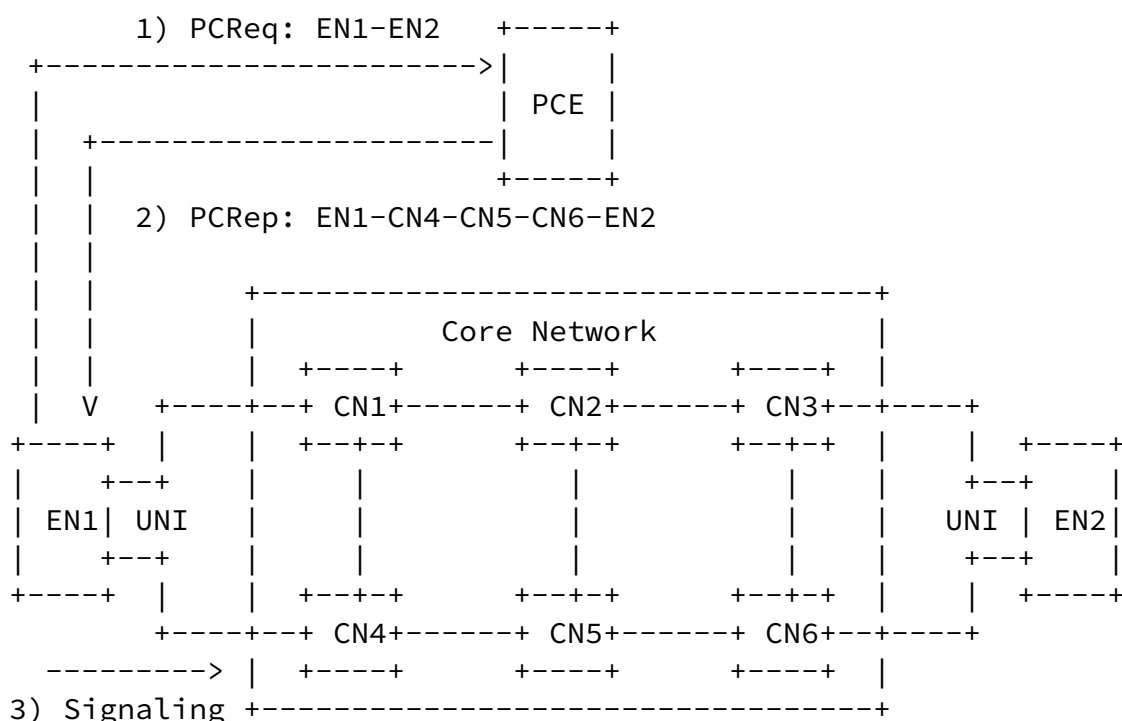 1) PCReq: EN1-EN2
PCE
2) PCRep: EN1-CN4-CN5-CN6-EN2
Core Network
CN1 CN2 CN3
EN1 UNI UNI EN2
CN4 CN5 CN6
3) Signaling